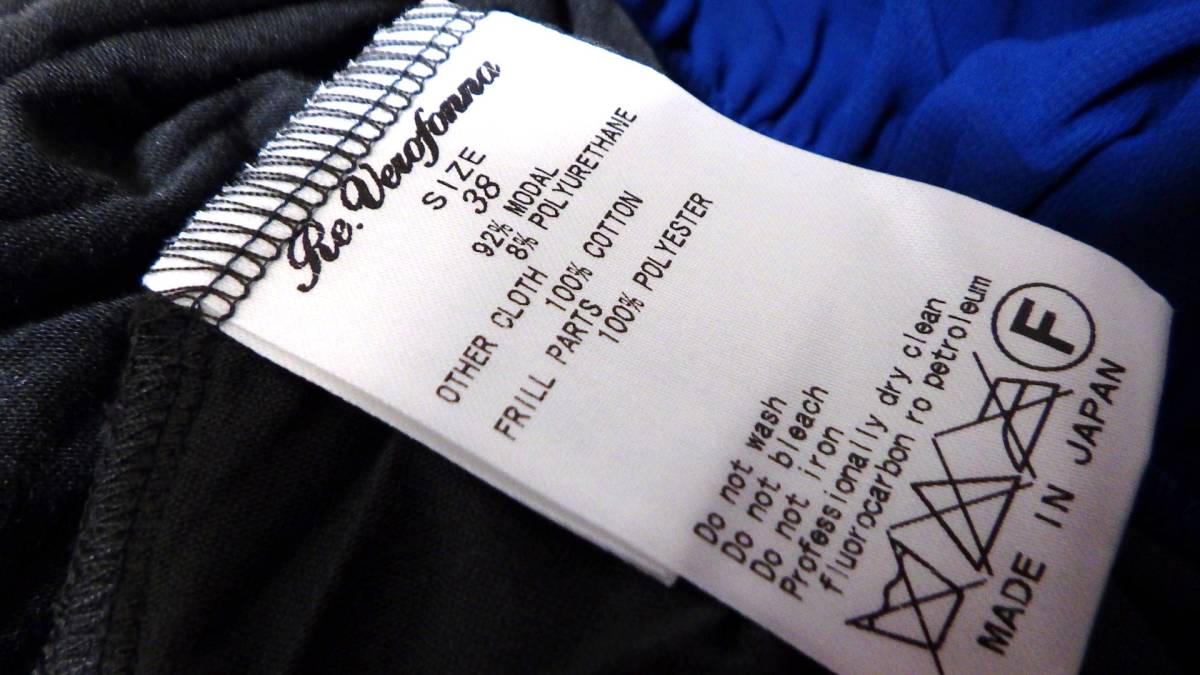 Re. Verofonna
SIZE
38
92% MODAL
8% POLYURETHANE
OTHER CLOTH
100% COTTON
FRILL PARTS
100% POLYESTER
Do not wash
Do not bleach
Do not iron
Professionally dry clean
fluorocarbon ro petroleum
F
MADE IN JAPAN